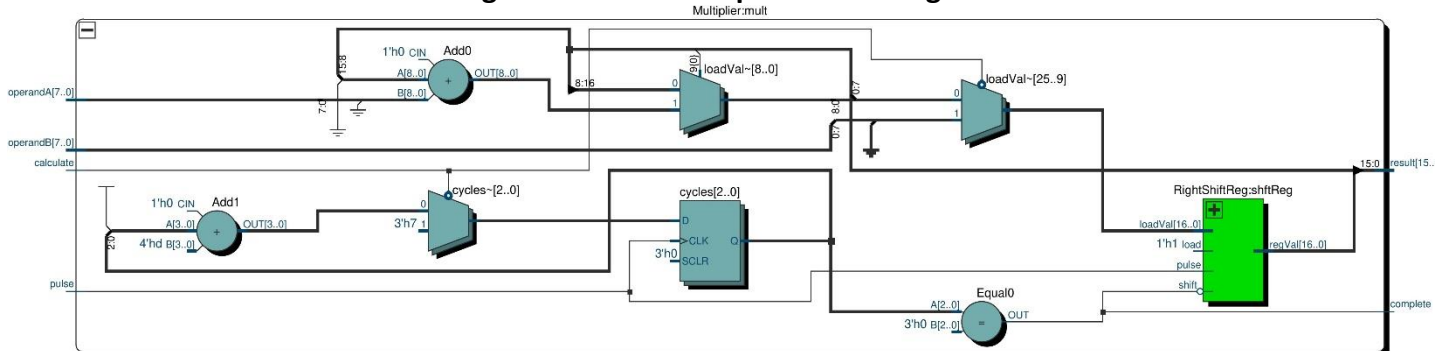 Multiplier:mult
1'h0 CIN
Add0
A[8..0]
OUT[8..0]
B[8..0]
15:8
7:0
operandA[7..0]
operandB[7..0]
calculate
8:16
9[0]
loadVal~[8..0]
0
1
8:0
0:7
0:7
loadVal~[25..9]
0
1
15:0
result[15..
1'h0 CIN
Add1
A[3..0]
OUT[3..0]
4'hd B[3..0]
2:0
cycles~[2..0]
0
3'h7
1
cycles[2..0]
D
CLK
3'h0
SCLR
Q
RightShiftReg:shftReg
loadVal[16..0]
1'h1 load
regVal[16..0]
pulse
shift
pulse
Equal0
A[2..0]
3'h0 B[2..0]
OUT
complete